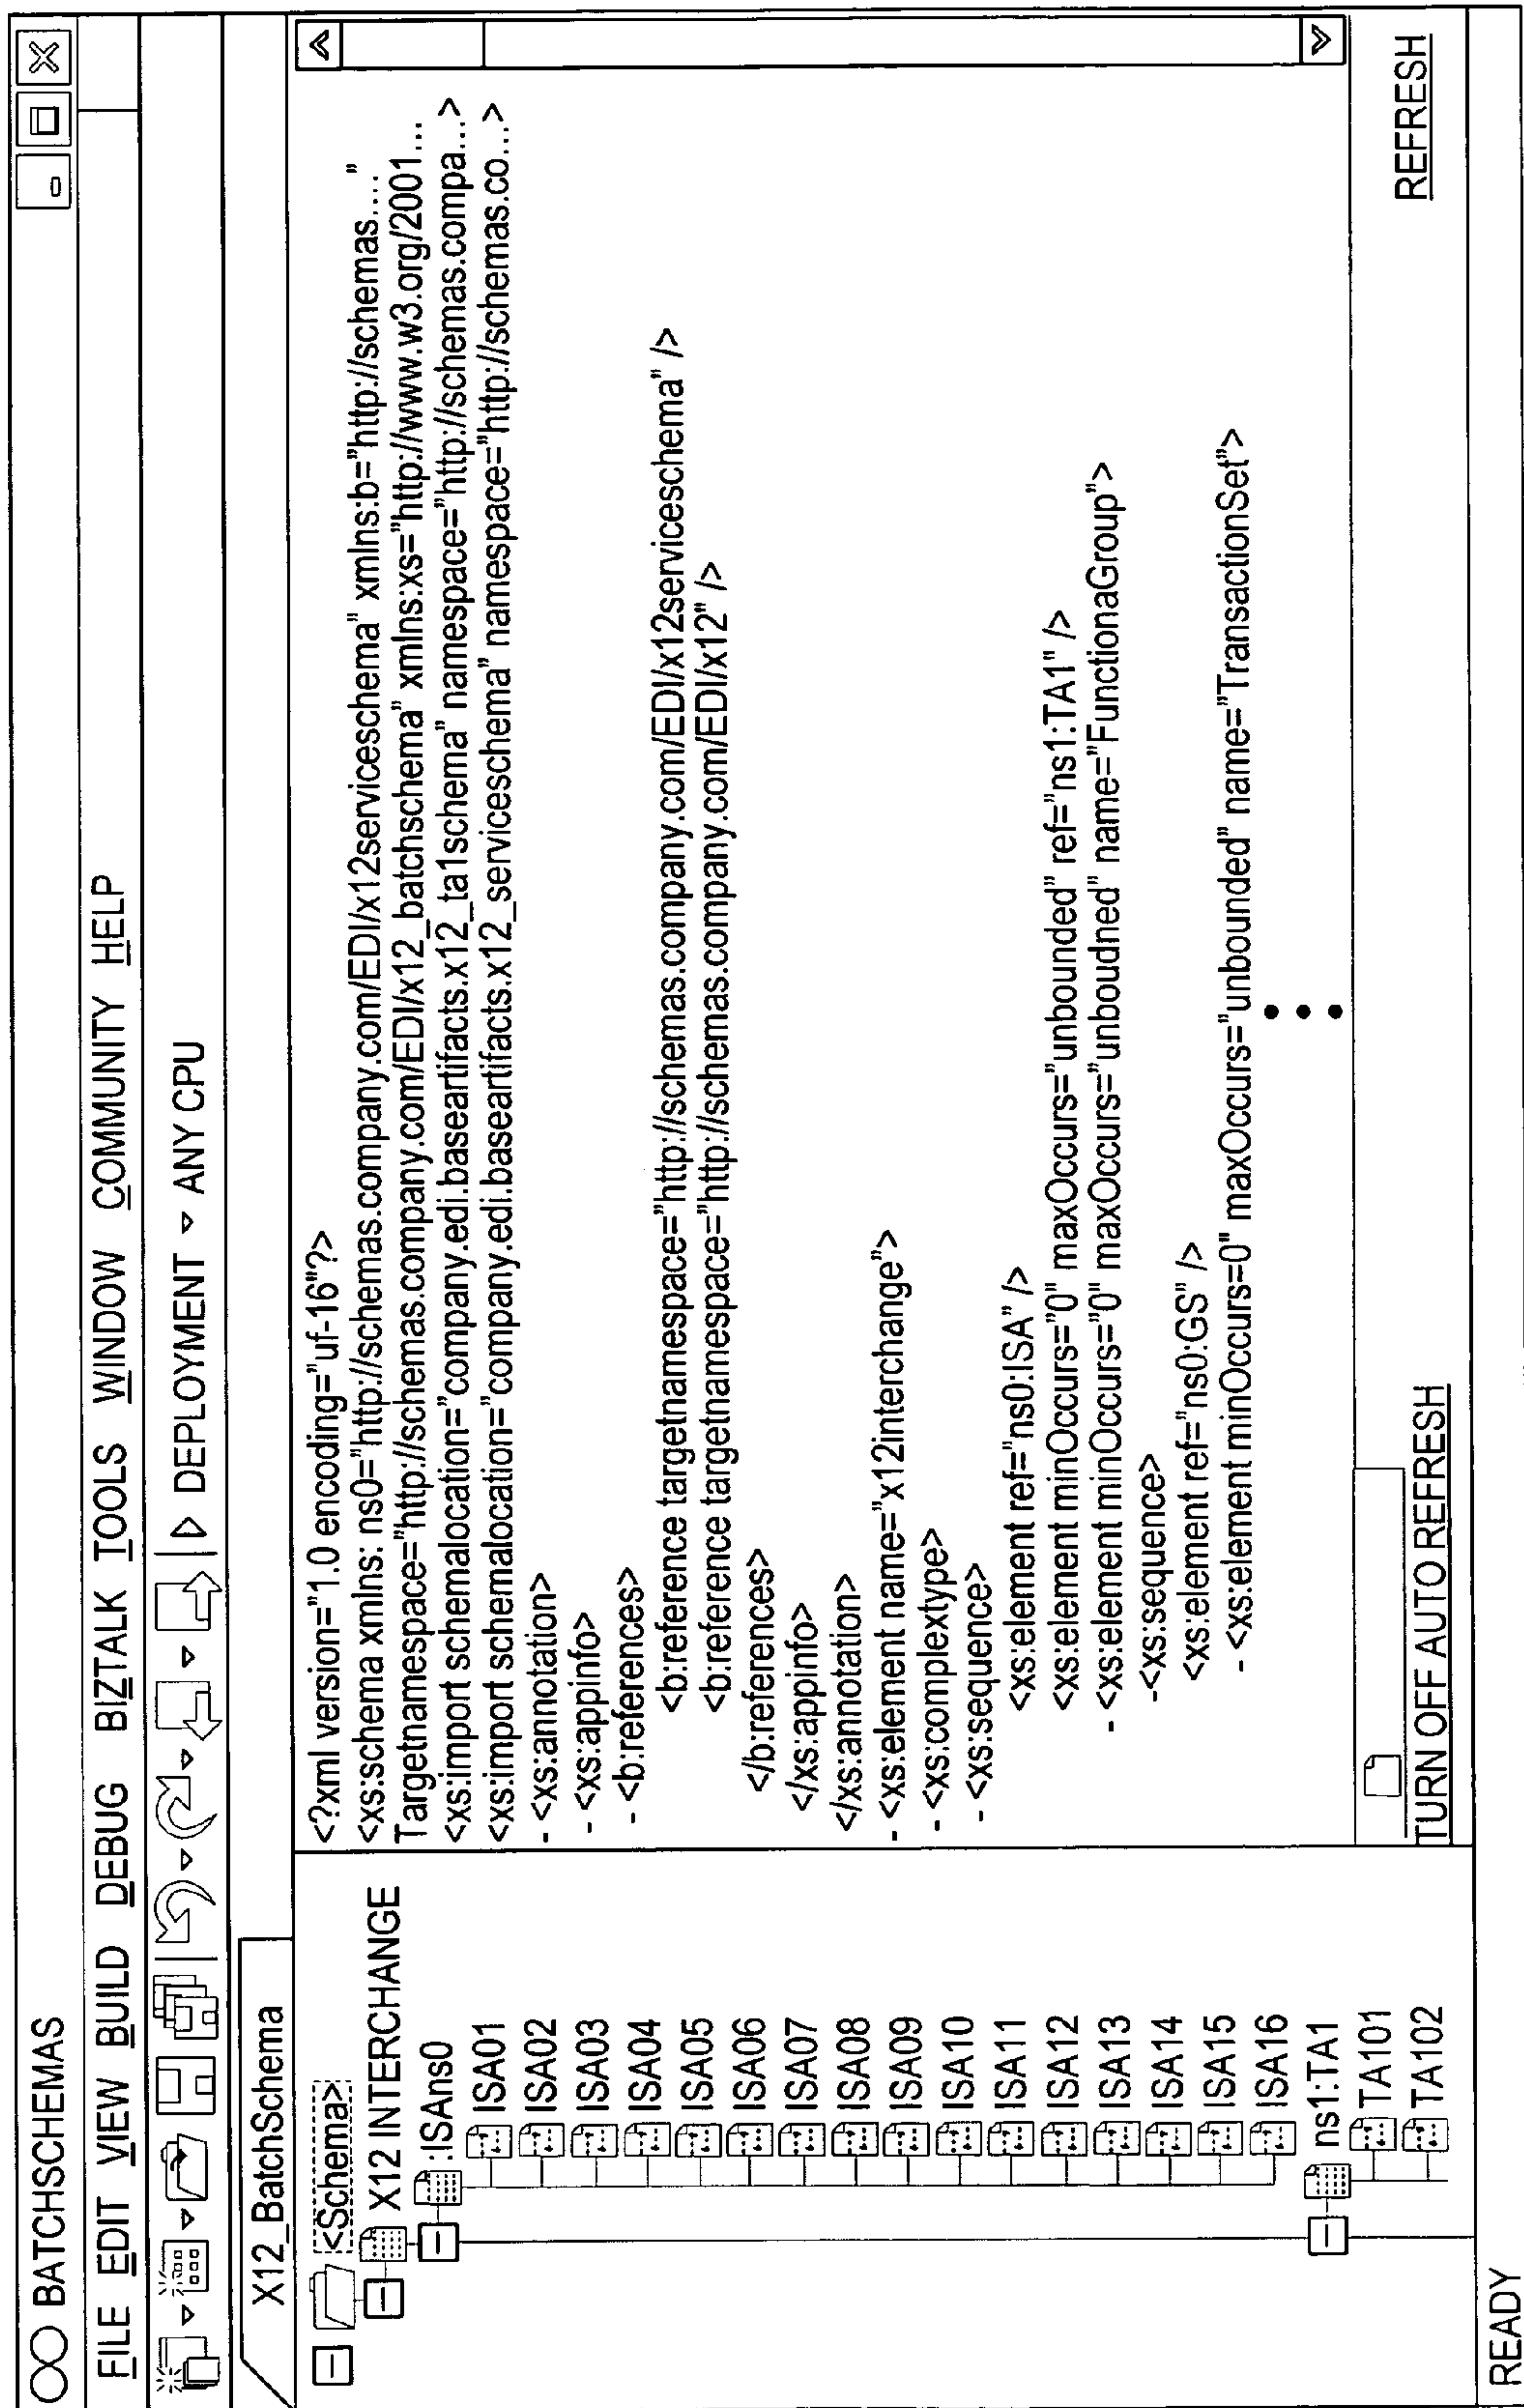 BATCHSCHEMAS
FILE EDIT VIEW BUILD DEBUG BIZTALK TOOLS WINDOW COMMUNITY HELP
DEPLOYMENT ANY CPU
X12_BatchSchema
<Schema>
X12 INTERCHANGE
:ISAns0
ISA01
ISA02
ISA03
ISA04
ISA05
ISA06
ISA07
ISA08
ISA09
ISA10
ISA11
ISA12
ISA13
ISA14
ISA15
ISA16
ns1:TA1
TA101
TA102
<?xml version="1.0 encoding="uf-16"?>
<xs:schema xmlns: ns0="http://schemas.company.com/EDI/x12serviceschema" xmlns:b="http://schemas...."
Targetnamespace="http://schemas.company.com/EDI/x12_batchschema" xmlns:xs="http://www.w3.org/2001...
<xs:import schemalocation="company.edi.baseartifacts.x12_ta1schema" namespace="http://schemas.compa...>
<xs:import schemalocation="company.edi.baseartifacts.x12_serviceschema" namespace="http://schemas.co...>
- <xs:annotation>
- <xs:appinfo>
- <b:references>
<b:reference targetnamespace="http://schemas.company.com/EDI/x12serviceschema" />
<b:reference targetnamespace="http://schemas.company.com/EDI/x12" />
</b:references>
</xs:appinfo>
</xs:annotation>
- <xs:element name="x12interchange">
- <xs:complextype>
- <xs:sequence>
<xs:element ref="ns0:ISA" />
<xs:element minOccurs="0" maxOccurs="unbounded" ref="ns1:TA1" />
- <xs:element minOccurs="0" maxOccurs="unboudned" name="FunctionaGroup">
-<xs:sequence>
<xs:element ref="ns0:GS" />
- <xs:element minOccurs=0" maxOccurs="unbounded" name="TransactionSet">
TURN OFF AUTO REFRESH REFRESH
READY